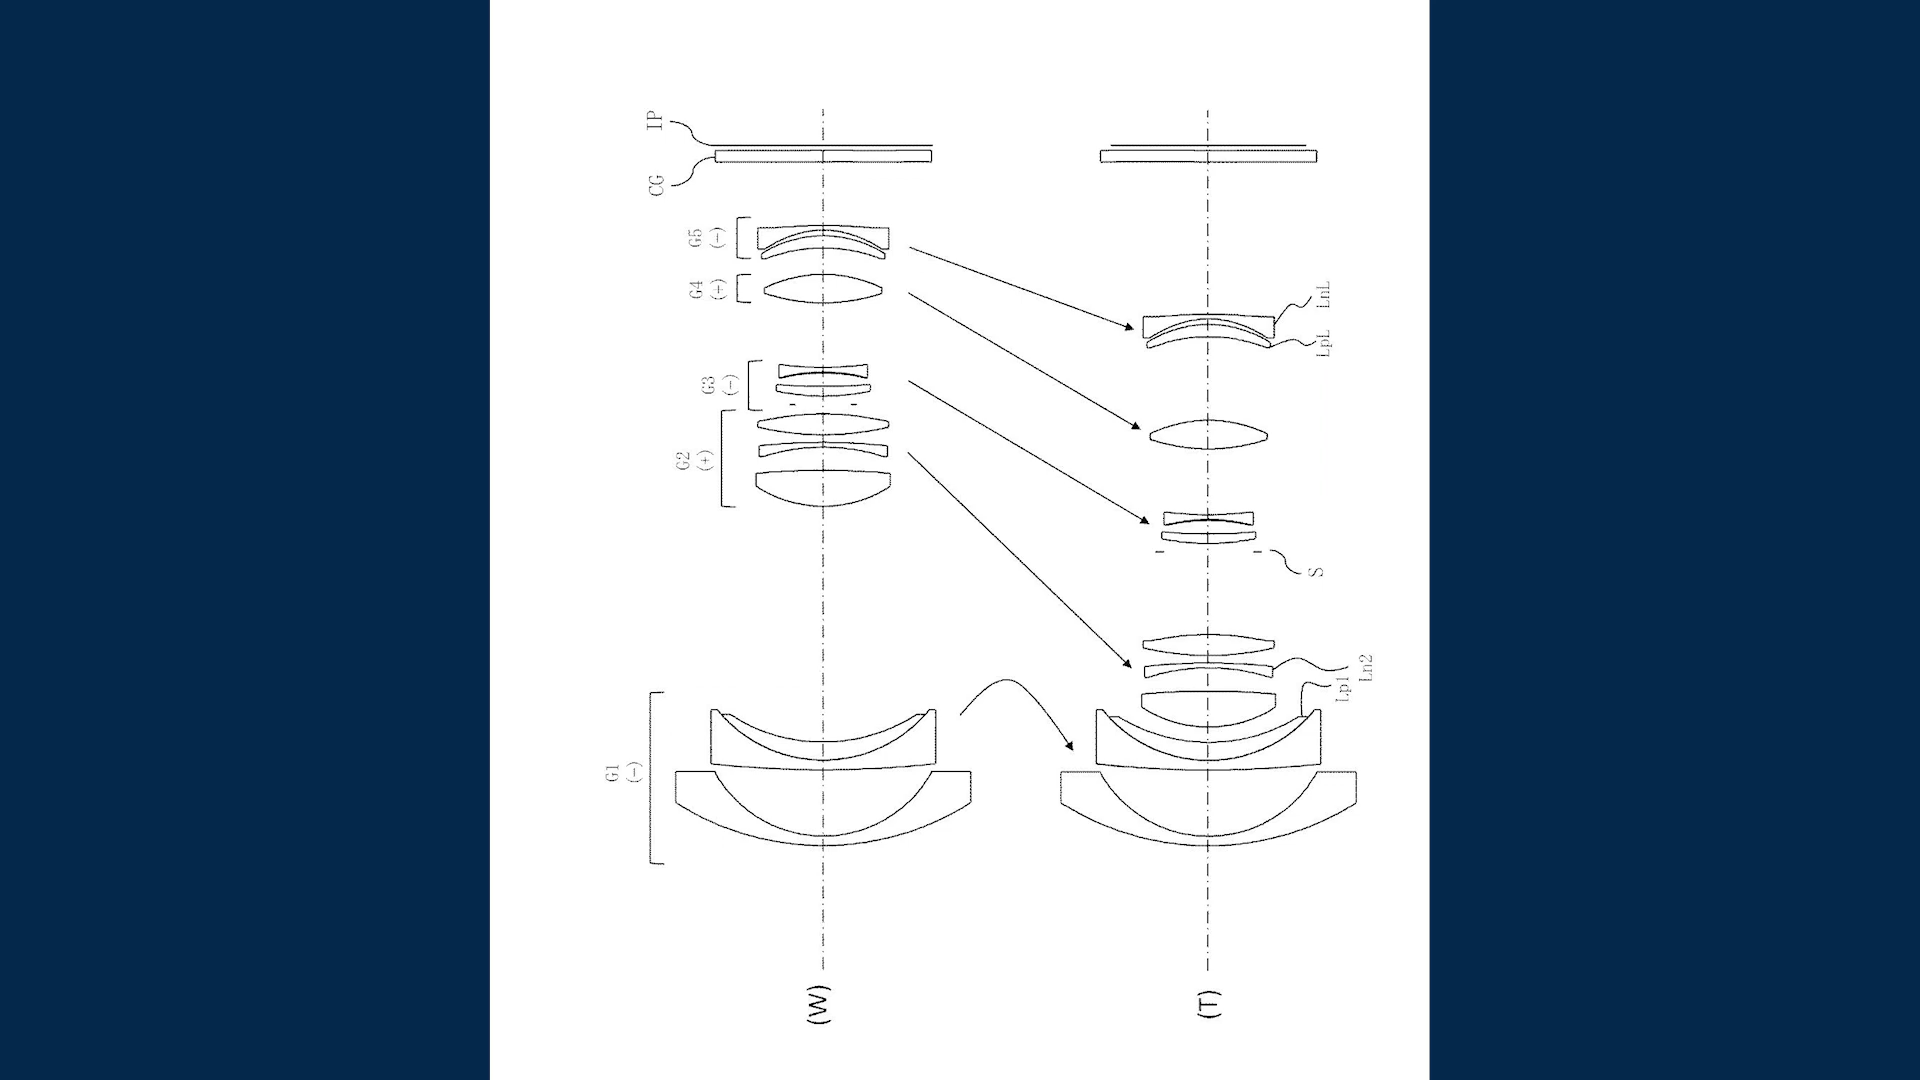 IP
CG
G5
(−)
G4
(+)
G3
(−)
G2
(+)
G1
(−)
(W)
LnL
LpL
S
Ln2
Lp1
(T)